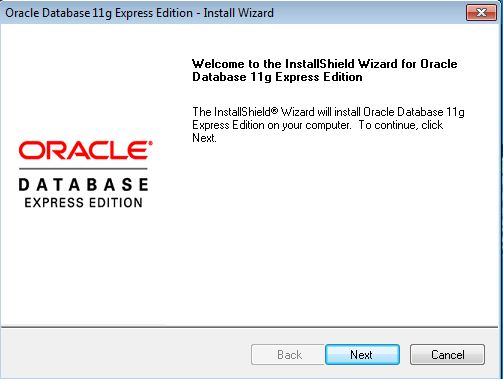 Oracle Database 11g Express Edition - Install Wizard
Welcome to the InstallShield Wizard for Oracle
Database 11g Express Edition
The InstallShield® Wizard will install Oracle Database 11g
Express Edition on your computer. To continue, click
Next.
ORACLE®
DATABASE
EXPRESS EDITION
Back
Next
Cancel